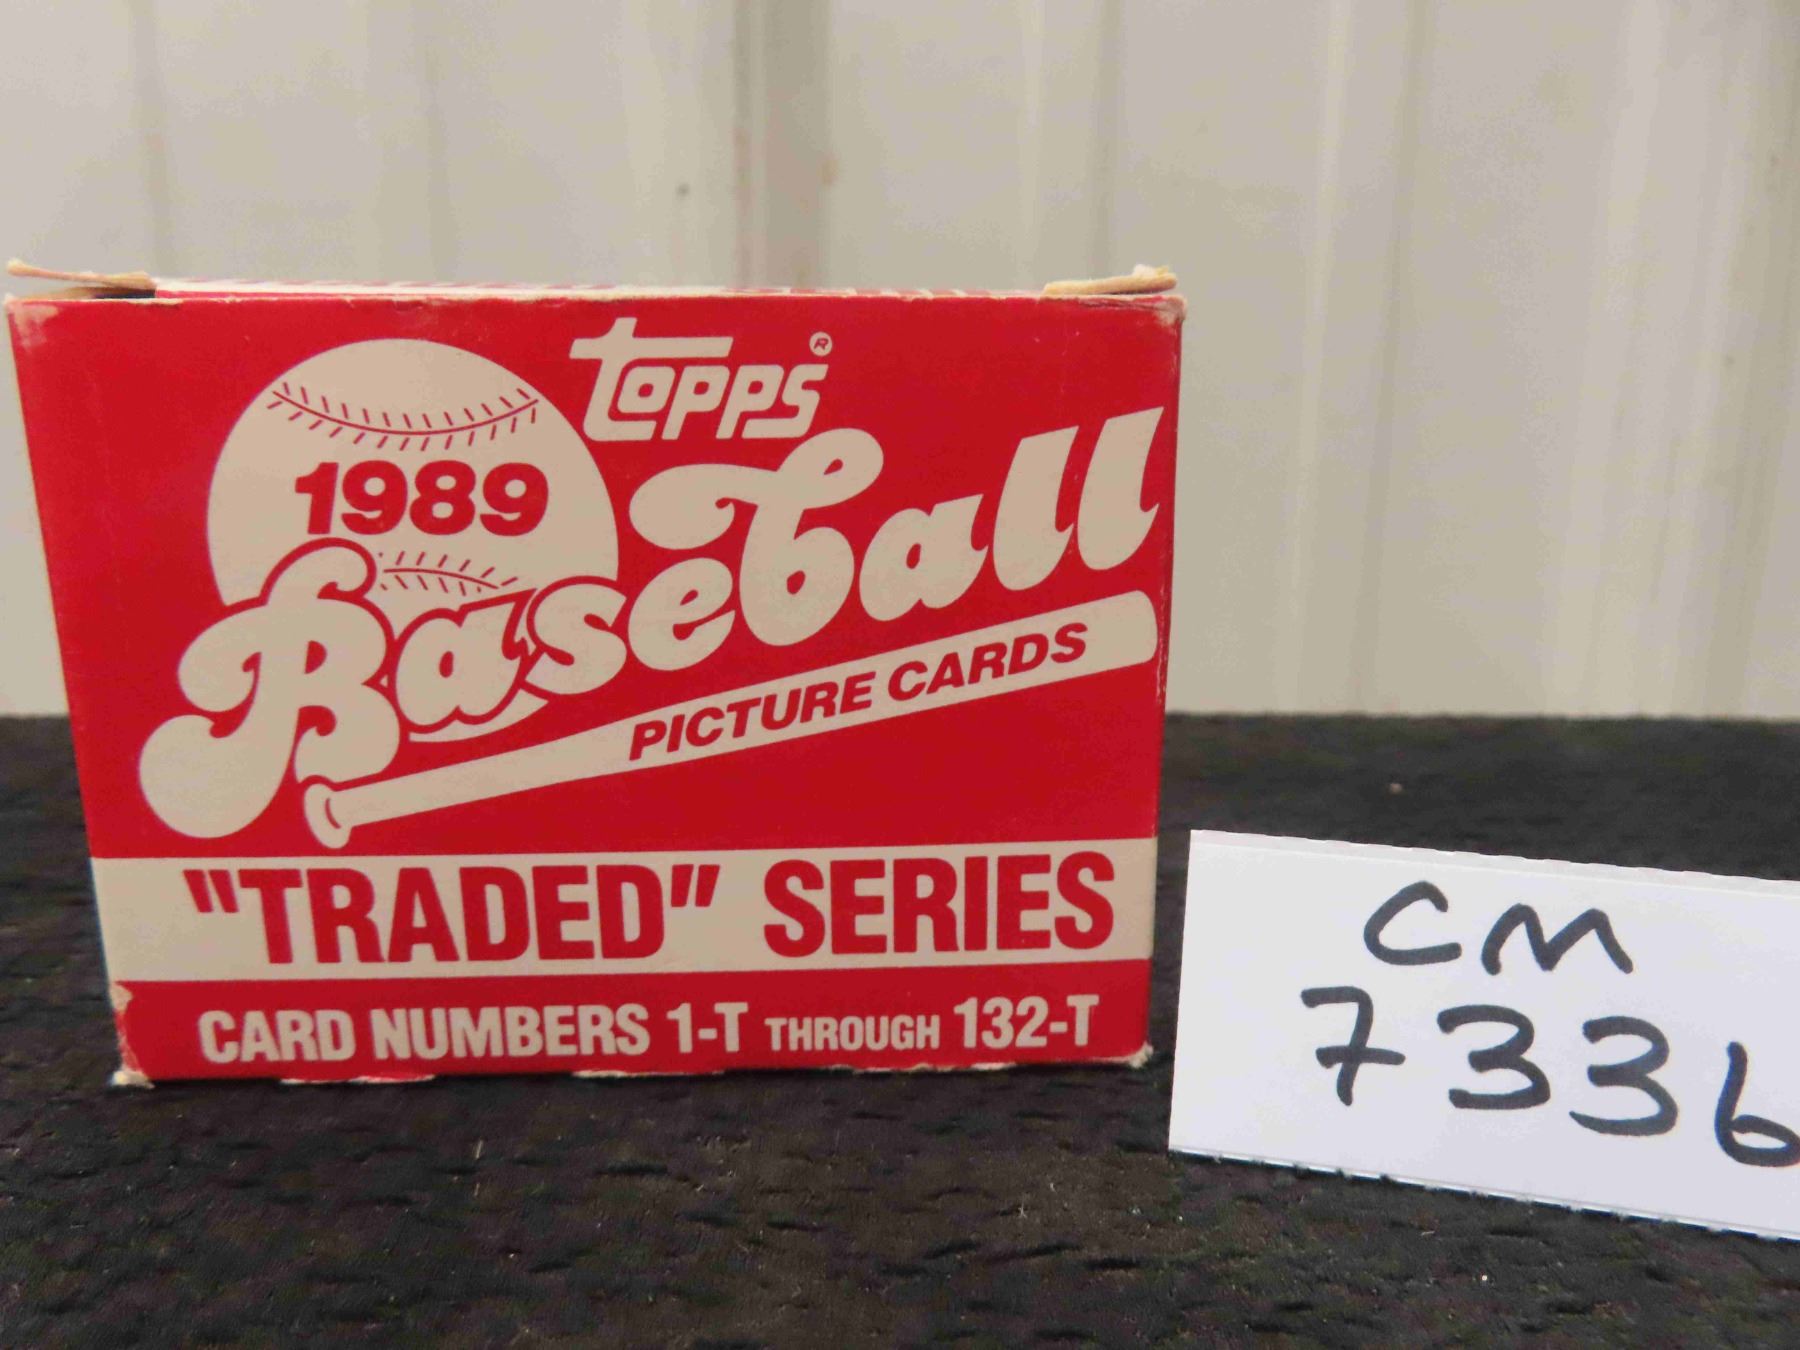 topps®
1989
Baseball
PICTURE CARDS
"TRADED" SERIES
CARD NUMBERS 1-T THROUGH 132-T
CM
7336